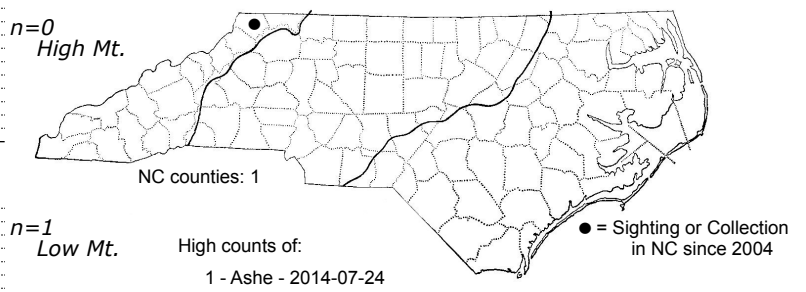 n=0
High Mt.
NC counties: 1
n=1
Low Mt.
High counts of:
1 - Ashe - 2014-07-24
● = Sighting or Collection
in NC since 2004